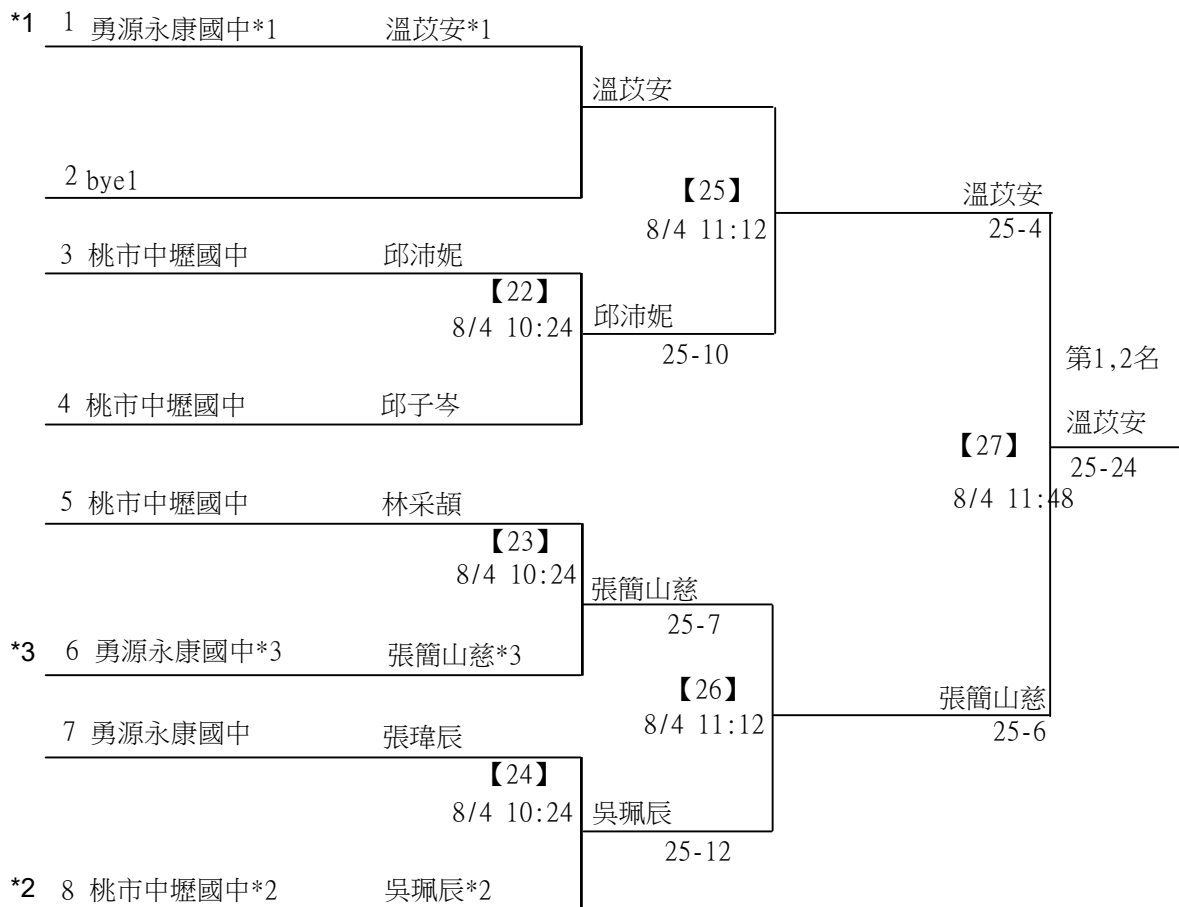 *1 1 勇源永康國中*1 溫苡安*1
溫苡安
2 bye1
【25】
溫苡安
8/4 11:12
25-4
3 桃市中壢國中 邱沛妮
【22】
8/4 10:24
邱沛妮
25-10
第1,2名
4 桃市中壢國中 邱子岑
溫苡安
【27】
25-24
8/4 11:48
5 桃市中壢國中 林采頡
【23】
8/4 10:24
張簡山慈
25-7
*3 6 勇源永康國中*3 張簡山慈*3
【26】
張簡山慈
8/4 11:12
25-6
7 勇源永康國中 張瑋辰
【24】
8/4 10:24
吳珮辰
25-12
*2 8 桃市中壢國中*2 吳珮辰*2